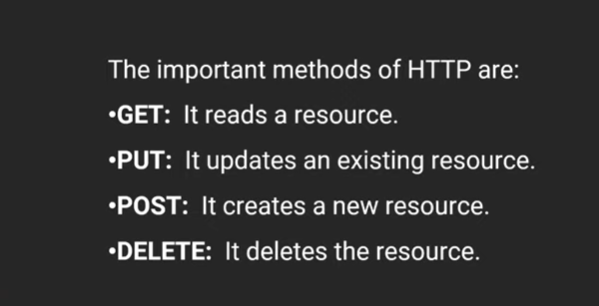 The important methods of HTTP are:
•GET: It reads a resource.
•PUT: It updates an existing resource.
•POST: It creates a new resource.
•DELETE: It deletes the resource.